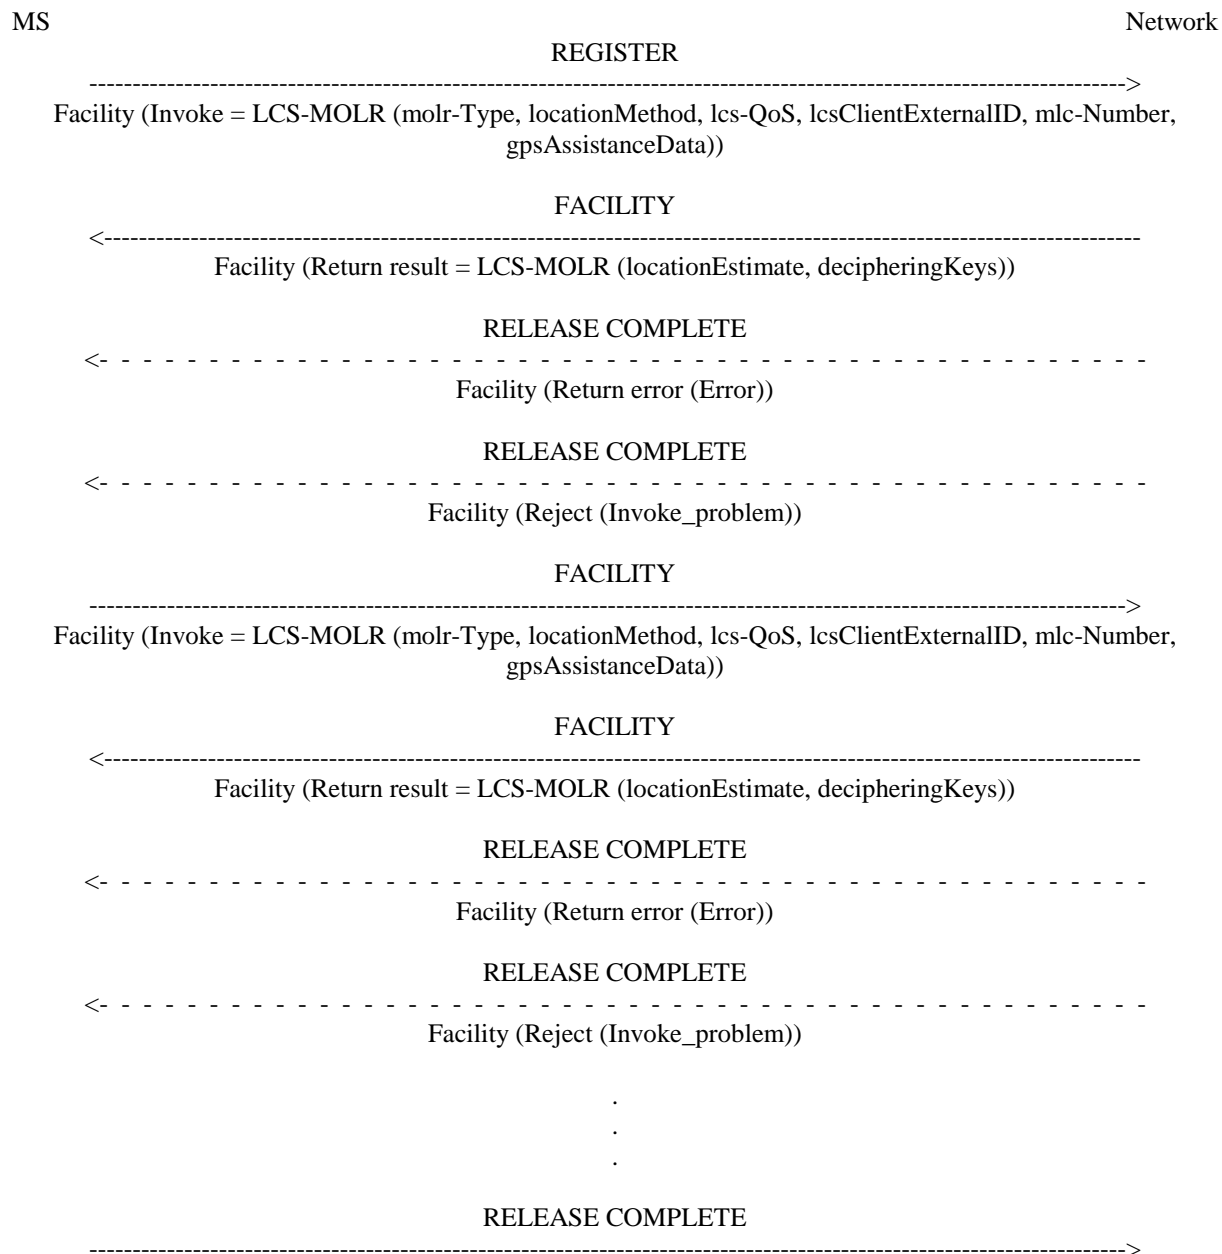 MS Network
REGISTER
------------------------------------------------------------------------------------------------------------------------>
Facility (Invoke = LCS-MOLR (molr-Type, locationMethod, lcs-QoS, lcsClientExternalID, mlc-Number,
gpsAssistanceData))
FACILITY
<------------------------------------------------------------------------------------------------------------------------
Facility (Return result = LCS-MOLR (locationEstimate, decipheringKeys))
RELEASE COMPLETE
<- - - - - - - - - - - - - - - - - - - - - - - - - - - - - - - - - - - - - - - - - - - - - - - -
Facility (Return error (Error))
RELEASE COMPLETE
<- - - - - - - - - - - - - - - - - - - - - - - - - - - - - - - - - - - - - - - - - - - - - - - -
Facility (Reject (Invoke_problem))
FACILITY
------------------------------------------------------------------------------------------------------------------------>
Facility (Invoke = LCS-MOLR (molr-Type, locationMethod, lcs-QoS, lcsClientExternalID, mlc-Number,
gpsAssistanceData))
FACILITY
<------------------------------------------------------------------------------------------------------------------------
Facility (Return result = LCS-MOLR (locationEstimate, decipheringKeys))
RELEASE COMPLETE
<- - - - - - - - - - - - - - - - - - - - - - - - - - - - - - - - - - - - - - - - - - - - - - - -
Facility (Return error (Error))
RELEASE COMPLETE
<- - - - - - - - - - - - - - - - - - - - - - - - - - - - - - - - - - - - - - - - - - - - - - - -
Facility (Reject (Invoke_problem))
.
.
.
RELEASE COMPLETE
------------------------------------------------------------------------------------------------------------------------>